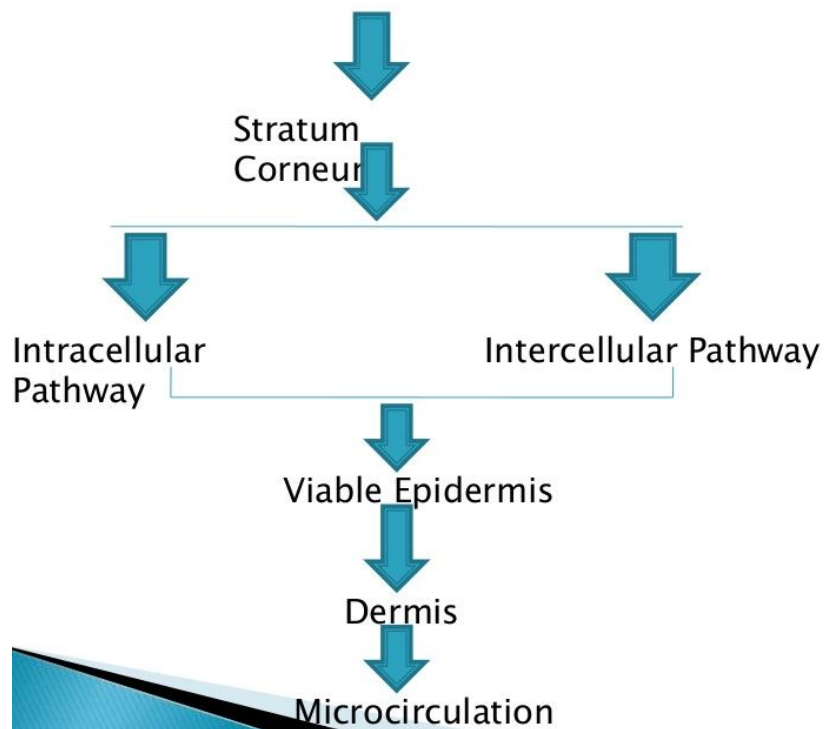 Stratum
Corneum
Intracellular
Pathway
Intercellular Pathway
Viable Epidermis
Dermis
Microcirculation